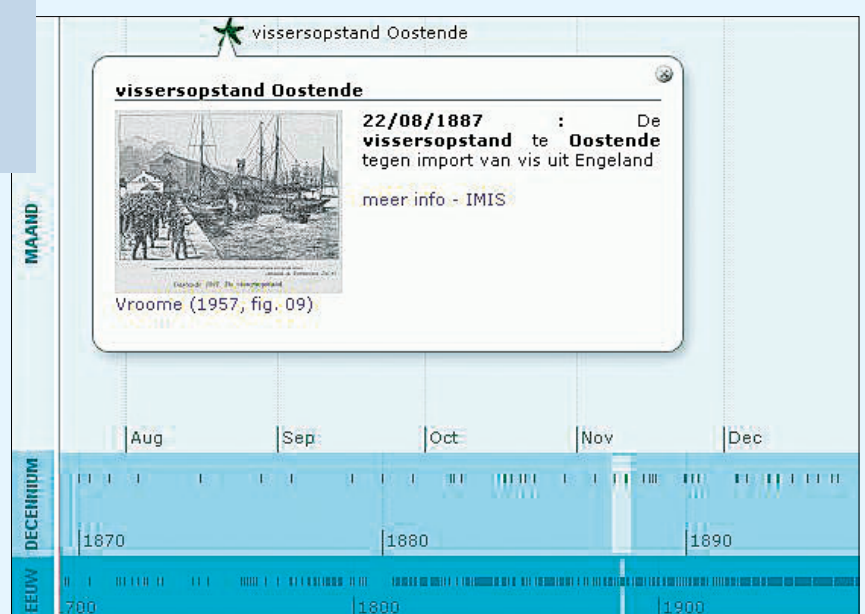 vissersopstand Oostende
vissersopstand Oostende
22/08/1887 : De
vissersopstand te Oostende
tegen import van vis uit Engeland
meer info - IMIS
Vroome (1957, fig. 09)
MAAND
Aug Sep Oct Nov Dec
DECENNIUM
1870 1880 1890
EEUW
700 1800 1900